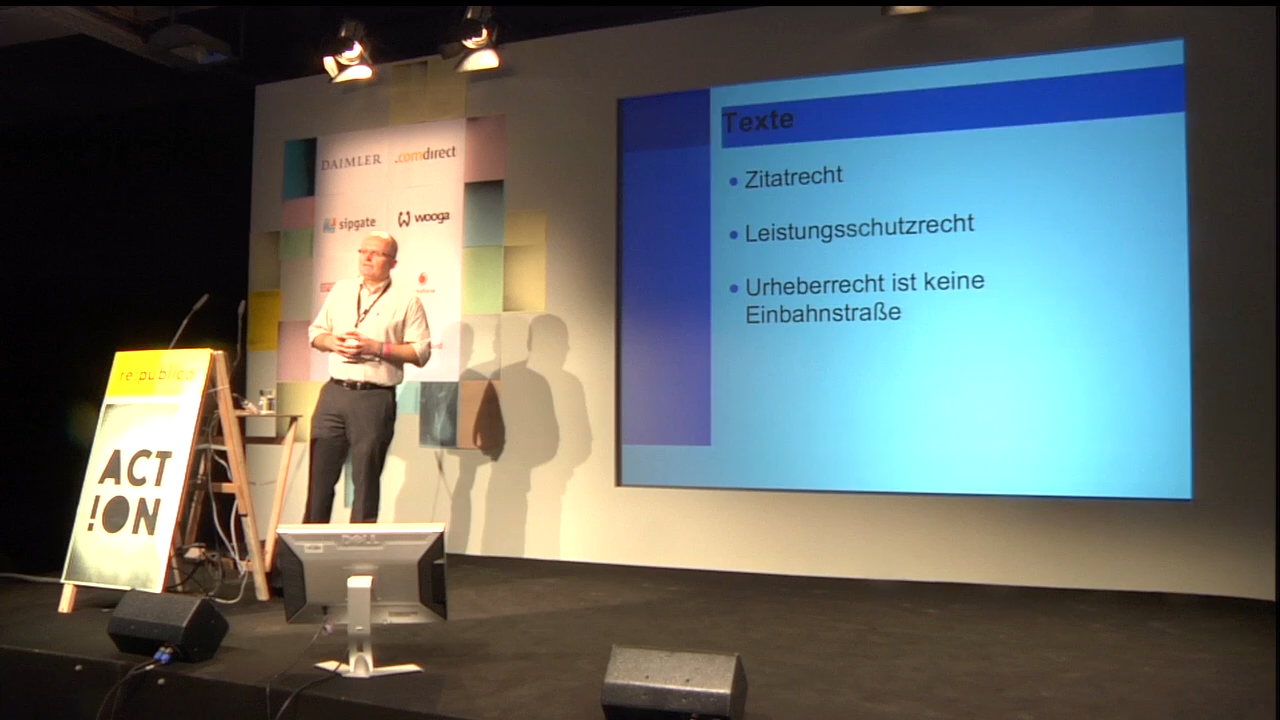 DAIMLER
.comdirect
sipgate
wooga
re:publica
ACT
!ON
DELL
Texte
• Zitatrecht
• Leistungsschutzrecht
• Urheberrecht ist keine
Einbahnstraße